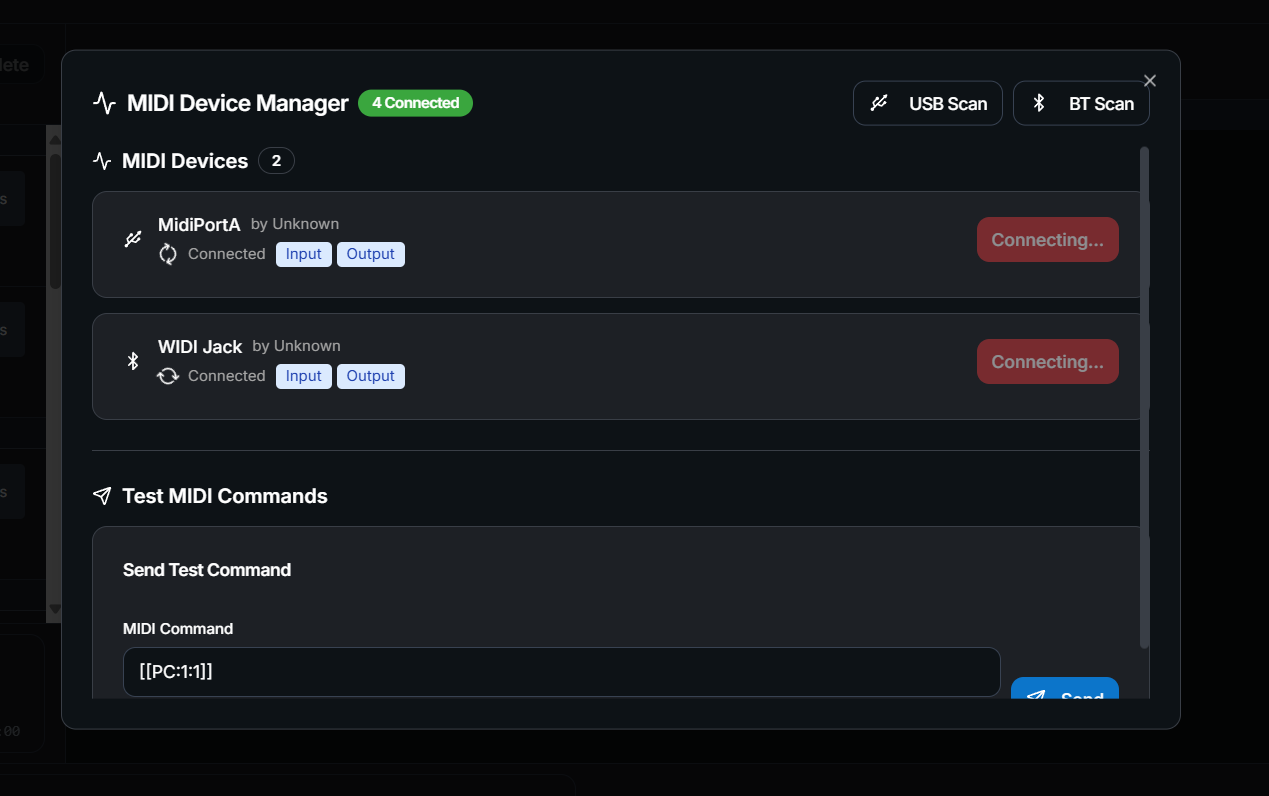 lete
MIDI Device Manager 4 Connected USB Scan BT Scan
MIDI Devices 2
MidiPortA by Unknown
Connected Input Output Connecting...
WIDI Jack by Unknown
Connected Input Output Connecting...
Test MIDI Commands
Send Test Command
MIDI Command
[[PC:1:1]]
Send
:00